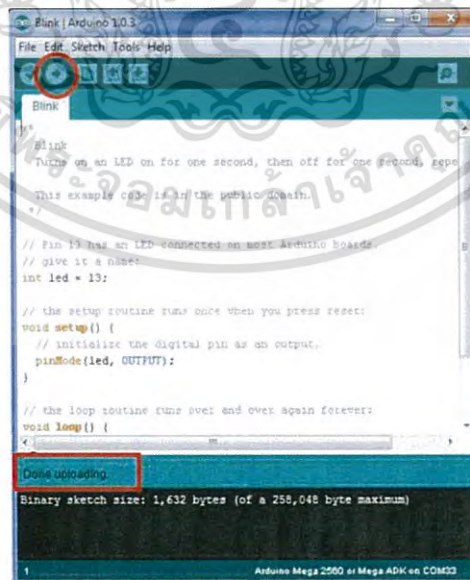 Blink | Arduino 1.0.3
File Edit Sketch Tools Help
Blink
Blink
Turns on an LED on for one second, then off for one second, repe
This example code is in the public domain.
*/
// Pin 13 has an LED connected on most Arduino boards.
// give it a name:
int led = 13;
// the setup routine runs once when you press reset:
void setup() {
// initialize the digital pin as an output.
pinMode(led, OUTPUT);
}
// the loop routine runs over and over again forever:
void loop() {
Done uploading.
Binary sketch size: 1,632 bytes (of a 258,048 byte maximum)
1
Arduino Mega 2560 or Mega ADK on COM33